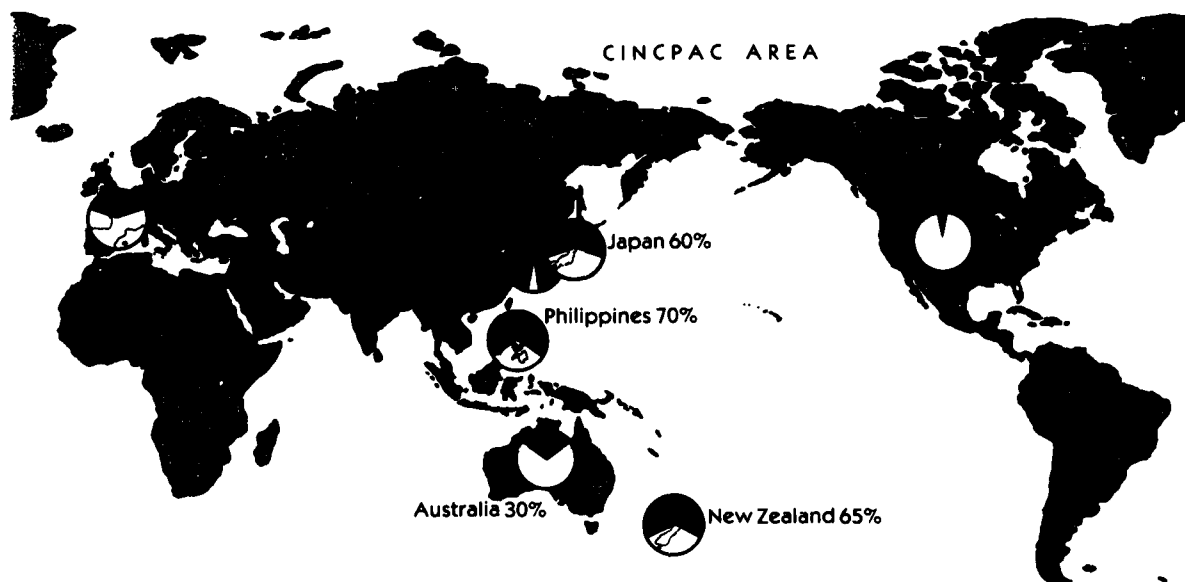 CINCPAC AREA
Japan 60%
Philippines 70%
Australia 30%
New Zealand 65%